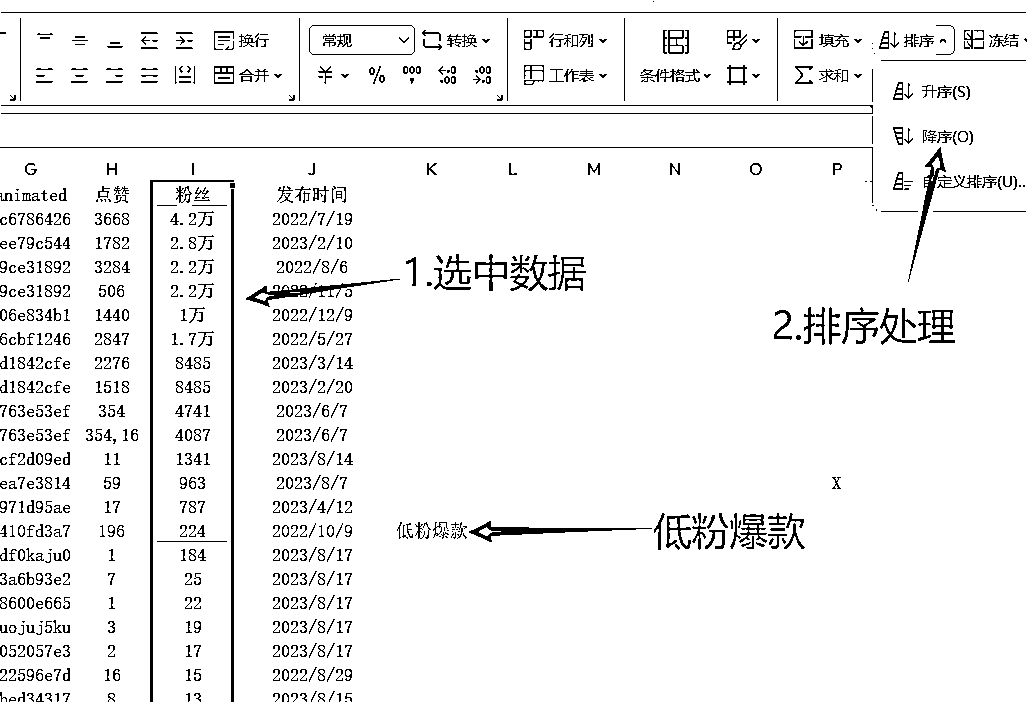 换行 常规 转换 行和列 填充 排序 冻结
合并 % 000 .00 .00 条件格式 工作表 求和
升序(S)
降序(O)
自定义排序(U)..
G H I J K L M N O P
animated 点赞 粉丝 发布时间
c6786426 3668 4.2万 2022/7/19
ee79c544 1782 2.8万 2023/2/10
9ce31892 3284 2.2万 2022/8/6
9ce31892 506 2.2万 2022/11/5
06e834b1 1440 1万 2022/12/9
6cbf1246 2847 1.7万 2022/5/27
d1842cfe 2276 8485 2023/3/14
d1842cfe 1518 8485 2023/2/20
763e53ef 354 4741 2023/6/7
763e53ef 354,16 4087 2023/6/7
cf2d09ed 11 1341 2023/8/14
ea7e3814 59 963 2023/8/7 X
971d95ae 17 787 2023/4/12
410fd3a7 196 224 2022/10/9 低粉爆款
df0kaju0 1 184 2023/8/17
3a6b93e2 7 25 2023/8/17
8600e665 1 22 2023/8/17
uojuj5ku 3 19 2023/8/17
052057e3 2 17 2023/8/17
22596e7d 16 15 2022/8/29
bed34317 8 13 2023/8/15
1.选中数据
2.排序处理
低粉爆款